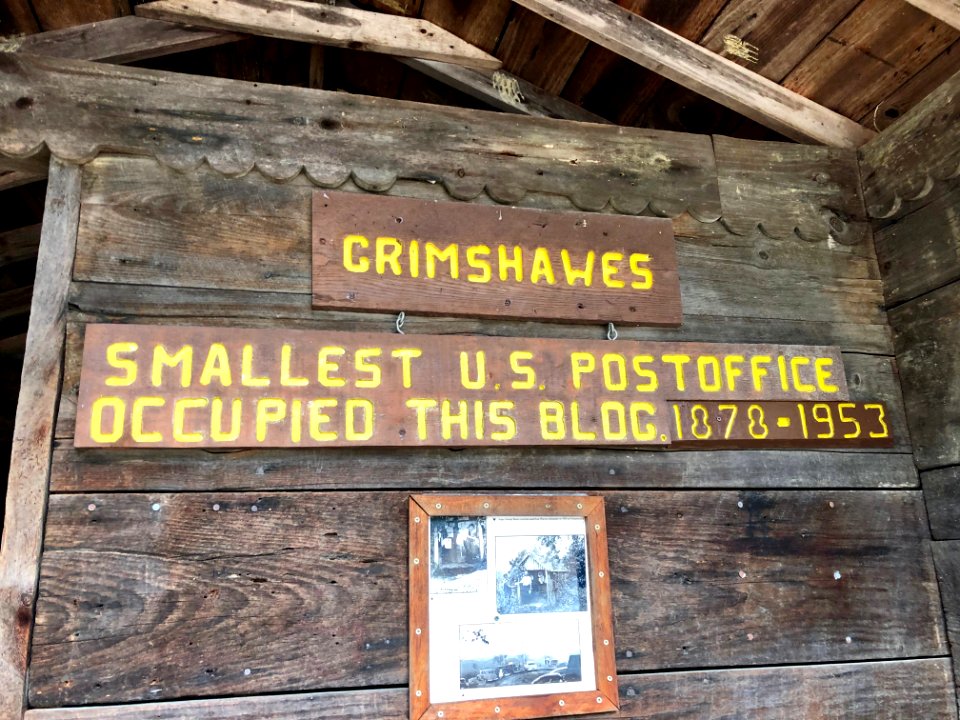 GRIMSHAWES
SMALLEST U.S. POSTOFFICE
OCCUPIED THIS BLDG. 1878-1953